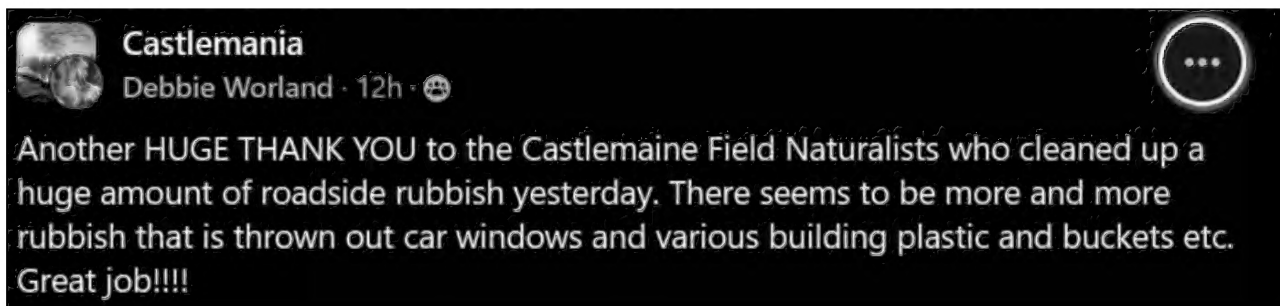 Castlemania
Debbie Worland · 12h ·
Another HUGE THANK YOU to the Castlemaine Field Naturalists who cleaned up a
huge amount of roadside rubbish yesterday. There seems to be more and more
rubbish that is thrown out car windows and various building plastic and buckets etc.
Great job!!!!